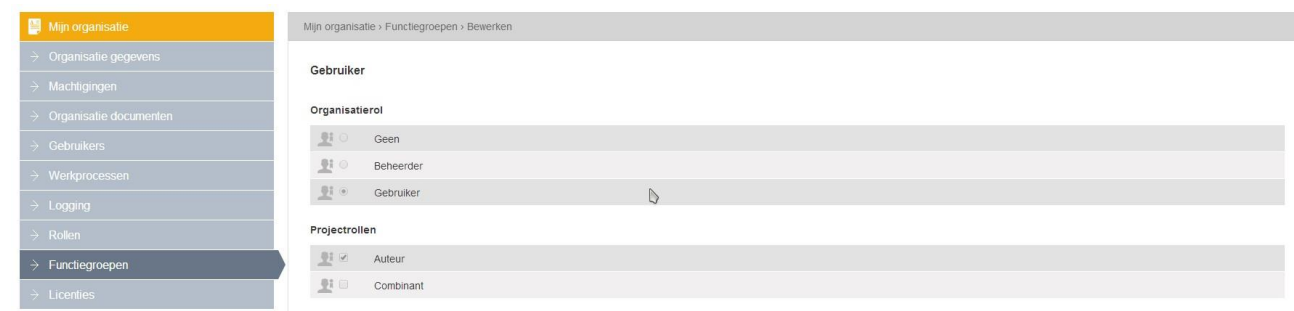 Mijn organisatie
Organisatie gegevens
Machtigingen
Organisatie documenten
Gebruikers
Werkprocessen
Logging
Rollen
Functiegroepen
Licenties
Mijn organisatie › Functiegroepen › Bewerken
Gebruiker
Organisatierol
Geen
Beheerder
Gebruiker
Projectrollen
Auteur
Combinant